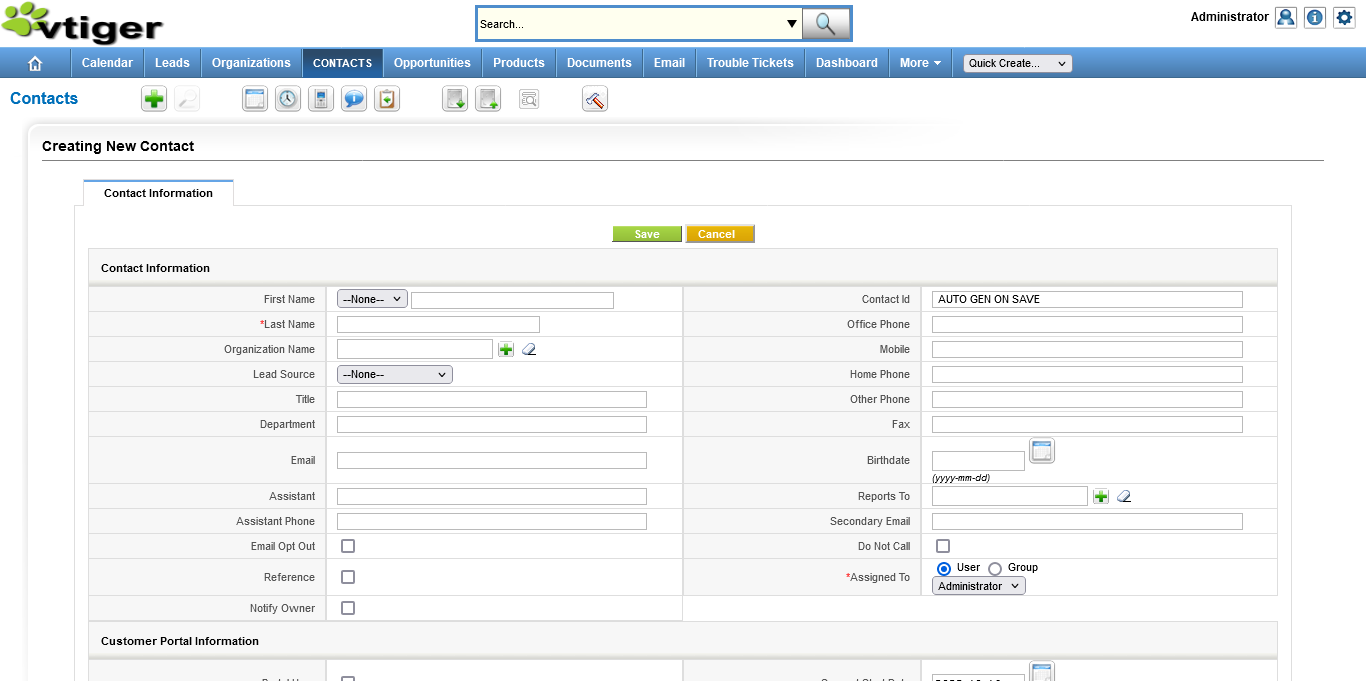 vtiger
Search...
Administrator
Calendar Leads Organizations CONTACTS Opportunities Products Documents Email Trouble Tickets Dashboard More Quick Create...
Contacts
Creating New Contact
Contact Information
Save Cancel
Contact Information
First Name --None-- Contact Id AUTO GEN ON SAVE
*Last Name Office Phone
Organization Name Mobile
Lead Source --None-- Home Phone
Title Other Phone
Department Fax
Email Birthdate
(yyyy-mm-dd)
Assistant Reports To
Assistant Phone Secondary Email
Email Opt Out Do Not Call
Reference *Assigned To User Group
Administrator
Notify Owner
Customer Portal Information